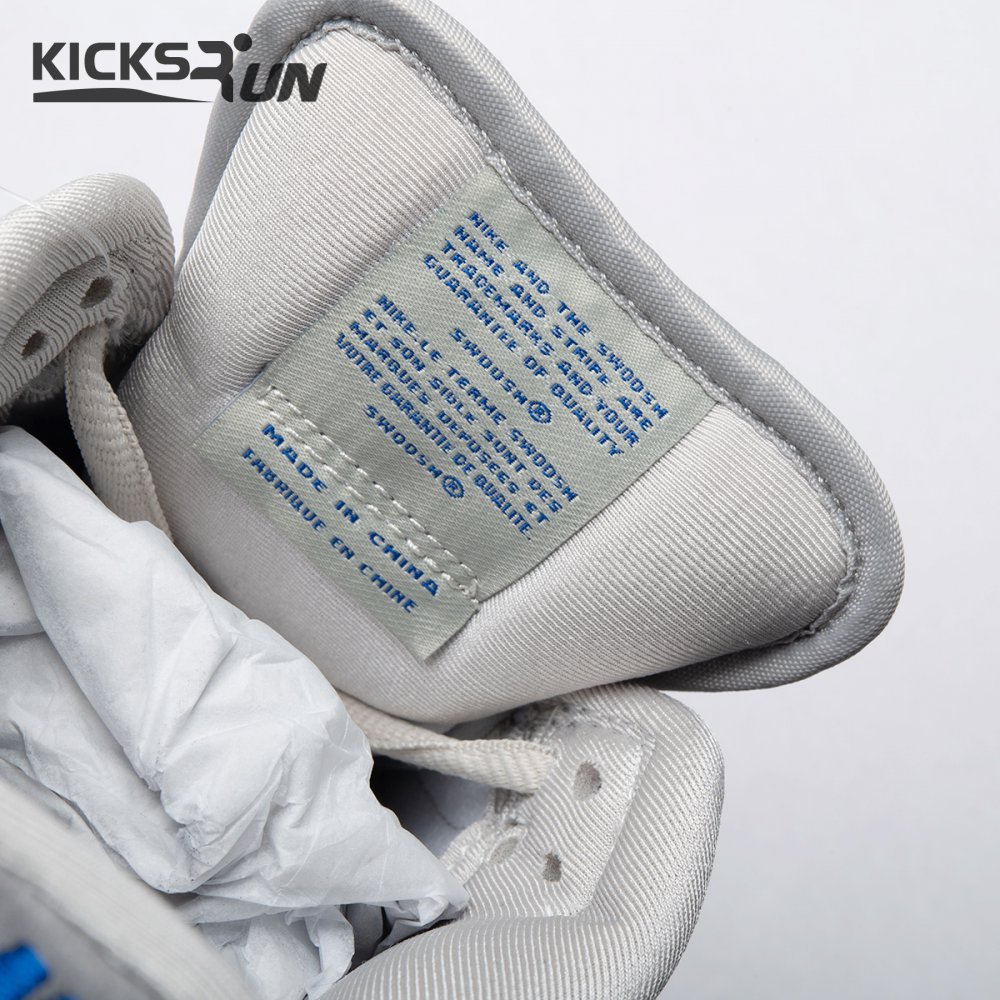 KICKSRUN
NIKE AND THE SWOOSH
NAME AND STRIPE ARE
TRADEMARKS AND YOUR
GUARANTEE OF QUALITY
SWOOSH®
NIKE-LE TERME SWOOSH
ET SON SIGLE SUNT DES
MARQUES DEPOSEES ET
VOTRE GARANTIE DE QUALITE.
SWOOSH®
MADE IN CHINA
FABRIQUE EN CHINE